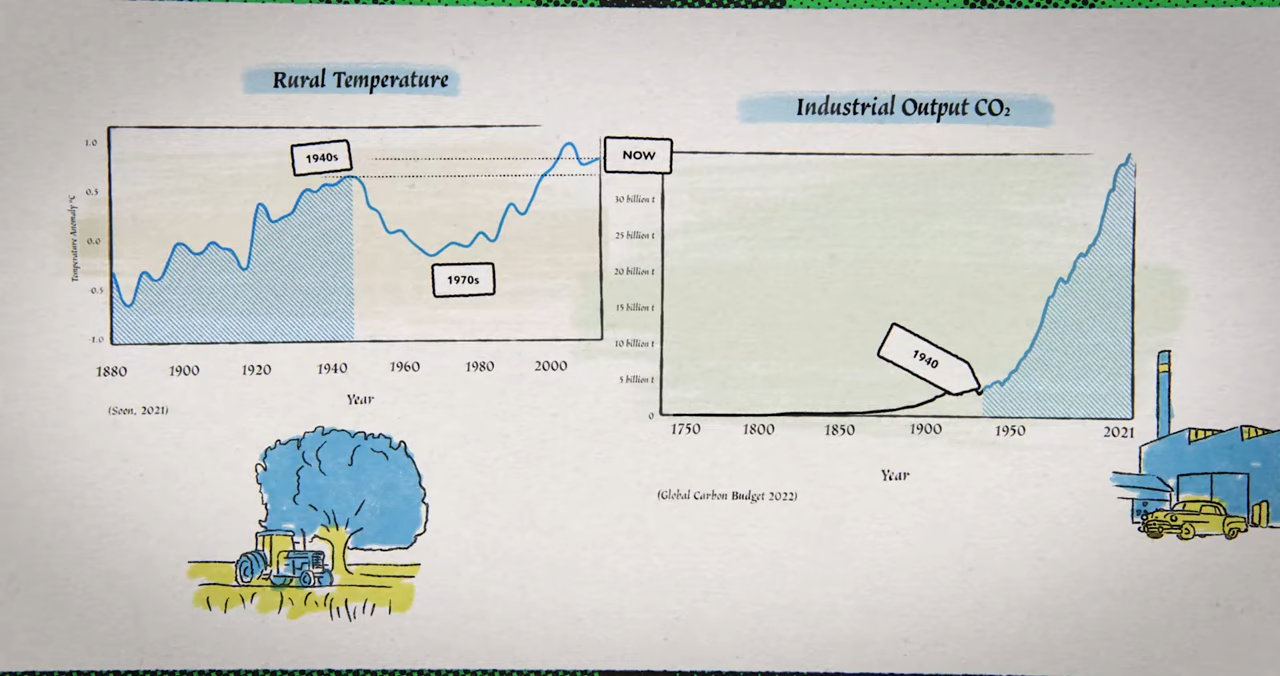 Rural Temperature
1.0
0.5
0.0
-0.5
-1.0
Temperature Anomaly °C
1940s
1970s
NOW
1880 1900 1920 1940 1960 1980 2000
Year
(Soon, 2021)
Industrial Output CO₂
30 billion t
25 billion t
20 billion t
15 billion t
10 billion t
5 billion t
0
1940
1750 1800 1850 1900 1950 2021
Year
(Global Carbon Budget 2022)